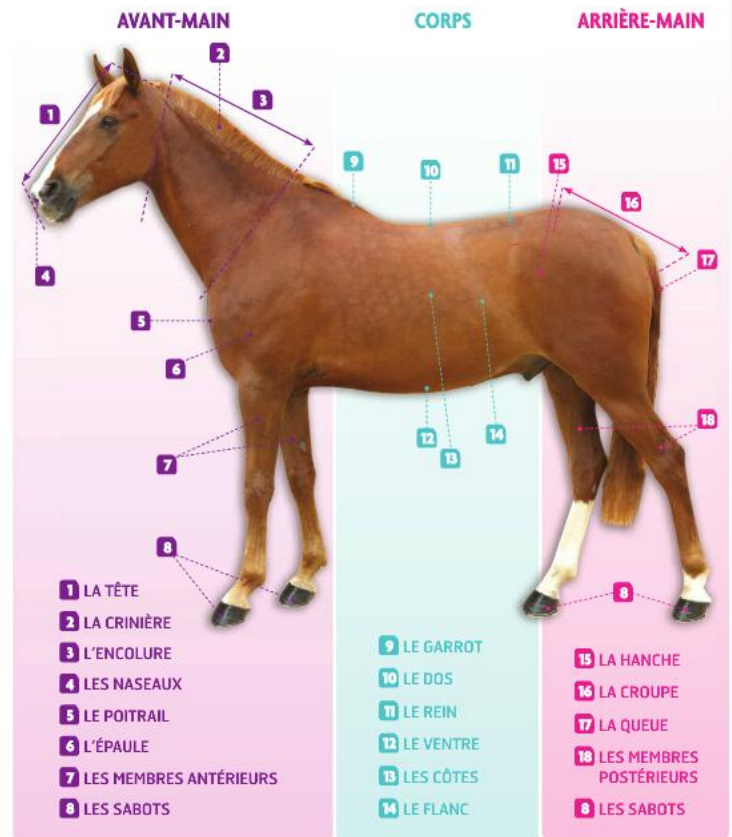 AVANT-MAIN
CORPS
ARRIÈRE-MAIN
1
2
3
4
5
6
7
8
9
10
11
12
13
14
15
16
17
18
8
1 LA TÊTE
2 LA CRINIÈRE
3 L'ENCOLURE
4 LES NASEAUX
5 LE POITRAIL
6 L'ÉPAULE
7 LES MEMBRES ANTÉRIEURS
8 LES SABOTS
9 LE GARROT
10 LE DOS
11 LE REIN
12 LE VENTRE
13 LES CÔTES
14 LE FLANC
15 LA HANCHE
16 LA CROUPE
17 LA QUEUE
18 LES MEMBRES
POSTÉRIEURS
8 LES SABOTS